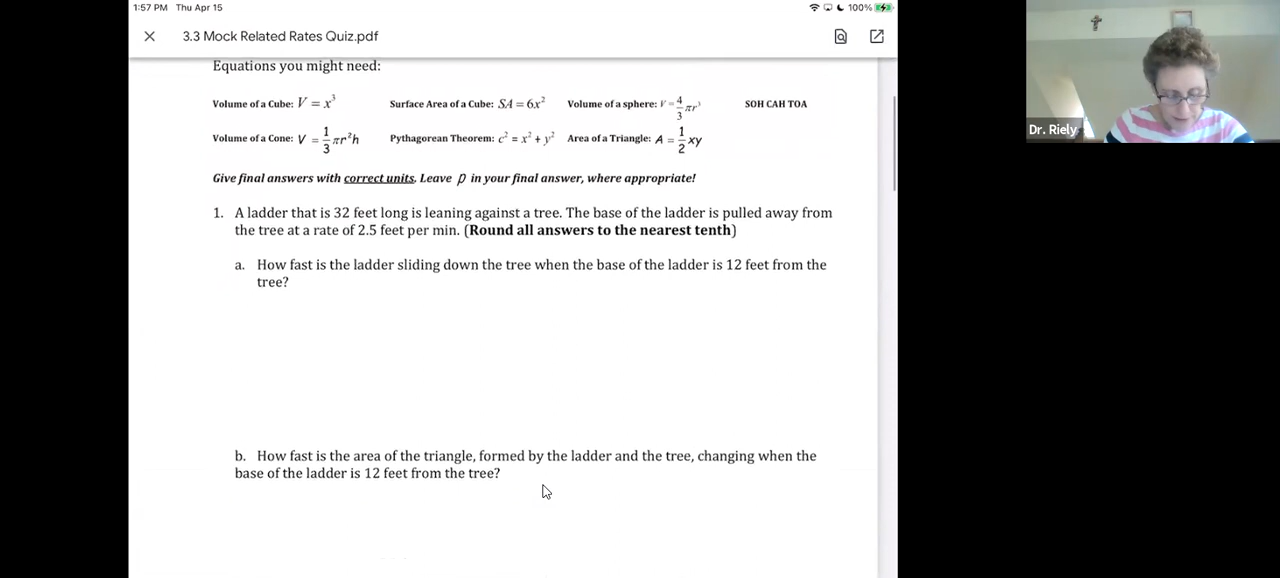 1:57 PM Thu Apr 15
100%
3.3 Mock Related Rates Quiz.pdf
Equations you might need:
Volume of a Cube: V = x³ Surface Area of a Cube: SA = 6x² Volume of a sphere: V = 4/3 πr³ SOH CAH TOA
Volume of a Cone: V = 1/3 πr²h Pythagorean Theorem: c² = x² + y² Area of a Triangle: A = 1/2 xy
Give final answers with correct units. Leave p in your final answer, where appropriate!
1. A ladder that is 32 feet long is leaning against a tree. The base of the ladder is pulled away from
the tree at a rate of 2.5 feet per min. (Round all answers to the nearest tenth)
a. How fast is the ladder sliding down the tree when the base of the ladder is 12 feet from the
tree?
b. How fast is the area of the triangle, formed by the ladder and the tree, changing when the
base of the ladder is 12 feet from the tree?
Dr. Riely